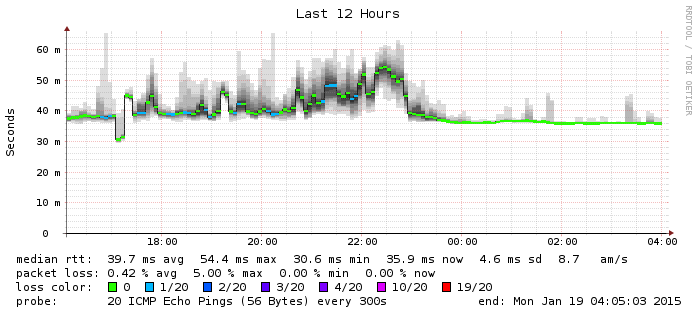 Last 12 Hours
RRDTOOL / TOBI OETIKER
Seconds
60 m
50 m
40 m
30 m
20 m
10 m
0
18:00 20:00 22:00 00:00 02:00 04:00
median rtt: 39.7 ms avg 54.4 ms max 30.6 ms min 35.9 ms now 4.6 ms sd 8.7 am/s
packet loss: 0.42 % avg 5.00 % max 0.00 % min 0.00 % now
loss color: 0 1/20 2/20 3/20 4/20 10/20 19/20
probe: 20 ICMP Echo Pings (56 Bytes) every 300s end: Mon Jan 19 04:05:03 2015